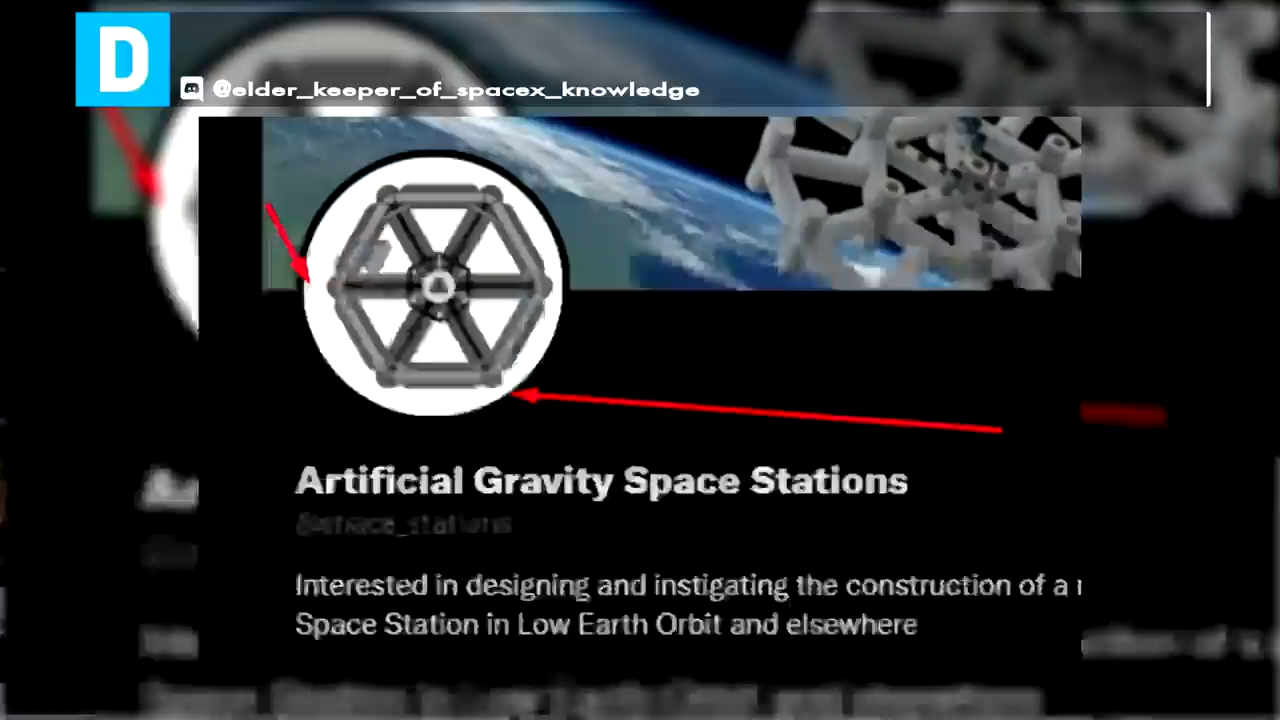 D
@elder_keeper_of_spacex_knowledge
Artificial Gravity Space Stations
@space_stations
Interested in designing and instigating the construction of a
Space Station in Low Earth Orbit and elsewhere